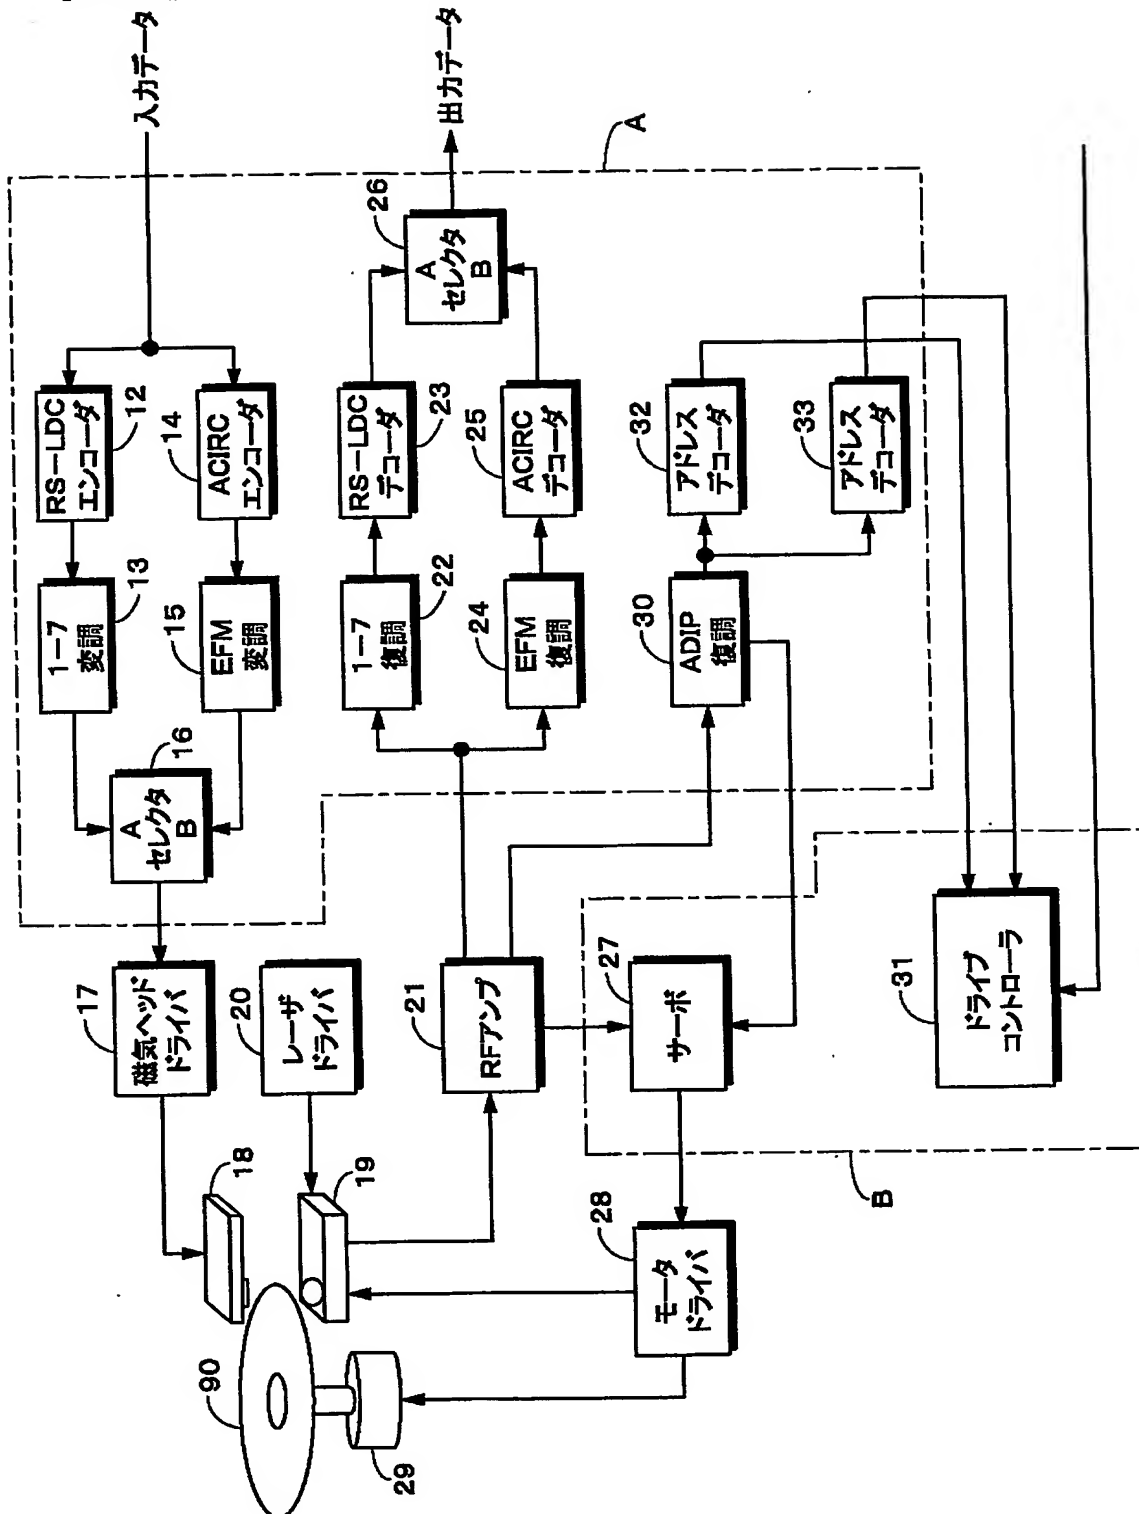 入力データ
出力データ
A
RS-LDC
エンコーダ
12
1-7
変調
13
ACIRC
エンコーダ
14
EFM
変調
15
A
セレクタ
B
16
磁気ヘッド
ドライバ
17
18
レーザ
ドライバ
20
19
90
29
RFアンプ
21
1-7
復調
22
RS-LDC
デコーダ
23
EFM
復調
24
ACIRC
デコーダ
25
A
セレクタ
B
26
サーボ
27
モータ
ドライバ
28
ADIP
復調
30
アドレス
デコーダ
32
アドレス
デコーダ
33
ドライブ
コントローラ
31
B